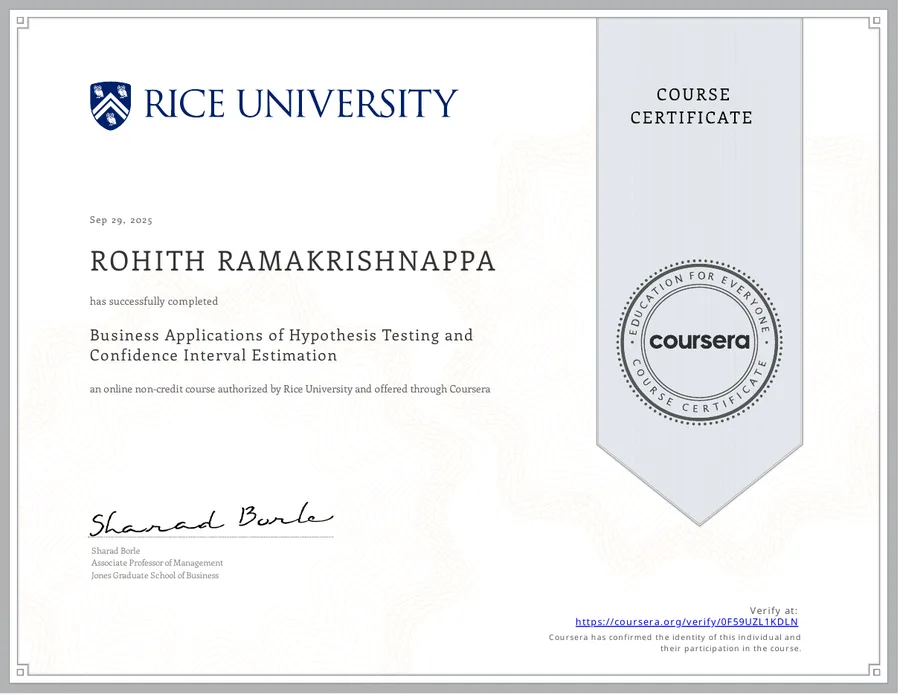 RICE UNIVERSITY
COURSE
CERTIFICATE
Sep 29, 2025
ROHITH RAMAKRISHNAPPA
has successfully completed
Business Applications of Hypothesis Testing and
Confidence Interval Estimation
an online non-credit course authorized by Rice University and offered through Coursera
EDUCATION FOR EVERYONE
coursera
COURSE CERTIFICATE
Sharad Borle
Sharad Borle
Associate Professor of Management
Jones Graduate School of Business
Verify at:
https://coursera.org/verify/0F59UZL1KDLN
Coursera has confirmed the identity of this individual and
their participation in the course.